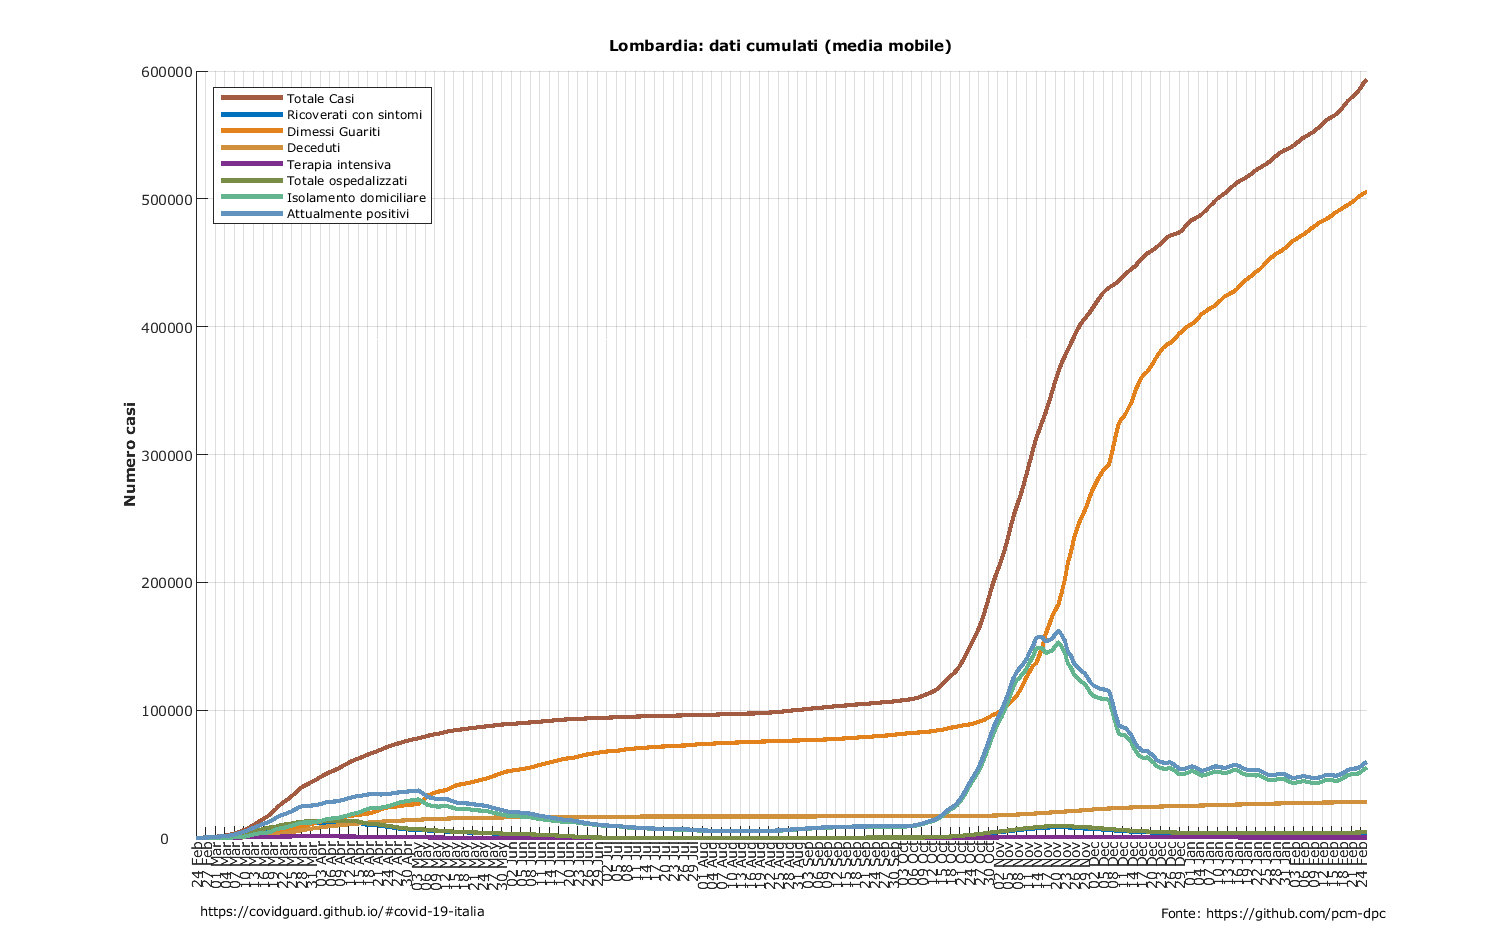 Lombardia: dati cumulati (media mobile)
600000
500000
400000
300000
200000
100000
0
Numero casi
Totale Casi
Ricoverati con sintomi
Dimessi Guariti
Deceduti
Terapia intensiva
Totale ospedalizzati
Isolamento domiciliare
Attualmente positivi
24 Feb
27 Feb
01 Mar
04 Mar
07 Mar
10 Mar
13 Mar
16 Mar
19 Mar
22 Mar
25 Mar
28 Mar
31 Mar
03 Apr
06 Apr
09 Apr
12 Apr
15 Apr
18 Apr
21 Apr
24 Apr
27 Apr
30 Apr
03 May
06 May
09 May
12 May
15 May
18 May
21 May
24 May
27 May
30 May
02 Jun
05 Jun
08 Jun
11 Jun
14 Jun
17 Jun
20 Jun
23 Jun
26 Jun
29 Jun
02 Jul
05 Jul
08 Jul
11 Jul
14 Jul
17 Jul
20 Jul
23 Jul
26 Jul
29 Jul
01 Aug
04 Aug
07 Aug
10 Aug
13 Aug
16 Aug
19 Aug
22 Aug
25 Aug
28 Aug
31 Aug
03 Sep
06 Sep
09 Sep
12 Sep
15 Sep
18 Sep
21 Sep
24 Sep
27 Sep
30 Sep
03 Oct
06 Oct
09 Oct
12 Oct
15 Oct
18 Oct
21 Oct
24 Oct
27 Oct
30 Oct
02 Nov
05 Nov
08 Nov
11 Nov
14 Nov
17 Nov
20 Nov
23 Nov
26 Nov
29 Nov
02 Dec
05 Dec
08 Dec
11 Dec
14 Dec
17 Dec
20 Dec
23 Dec
26 Dec
29 Dec
01 Jan
04 Jan
07 Jan
10 Jan
13 Jan
16 Jan
19 Jan
22 Jan
25 Jan
28 Jan
31 Jan
03 Feb
06 Feb
09 Feb
12 Feb
15 Feb
18 Feb
21 Feb
24 Feb
https://covidguard.github.io/#covid-19-italia
Fonte: https://github.com/pcm-dpc